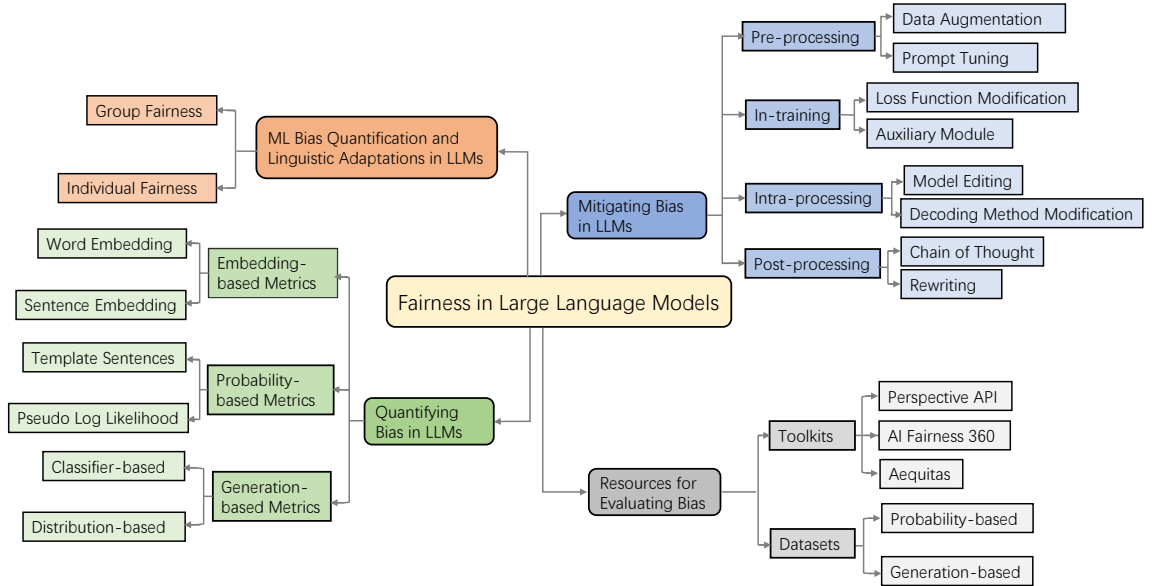 Fairness in Large Language Models
ML Bias Quantification and
Linguistic Adaptations in LLMs
Group Fairness
Individual Fairness
Quantifying
Bias in LLMs
Embedding-
based Metrics
Word Embedding
Sentence Embedding
Probability-
based Metrics
Template Sentences
Pseudo Log Likelihood
Generation-
based Metrics
Classifier-based
Distribution-based
Mitigating Bias
in LLMs
Pre-processing
Data Augmentation
Prompt Tuning
In-training
Loss Function Modification
Auxiliary Module
Intra-processing
Model Editing
Decoding Method Modification
Post-processing
Chain of Thought
Rewriting
Resources for
Evaluating Bias
Toolkits
Perspective API
AI Fairness 360
Aequitas
Datasets
Probability-based
Generation-based